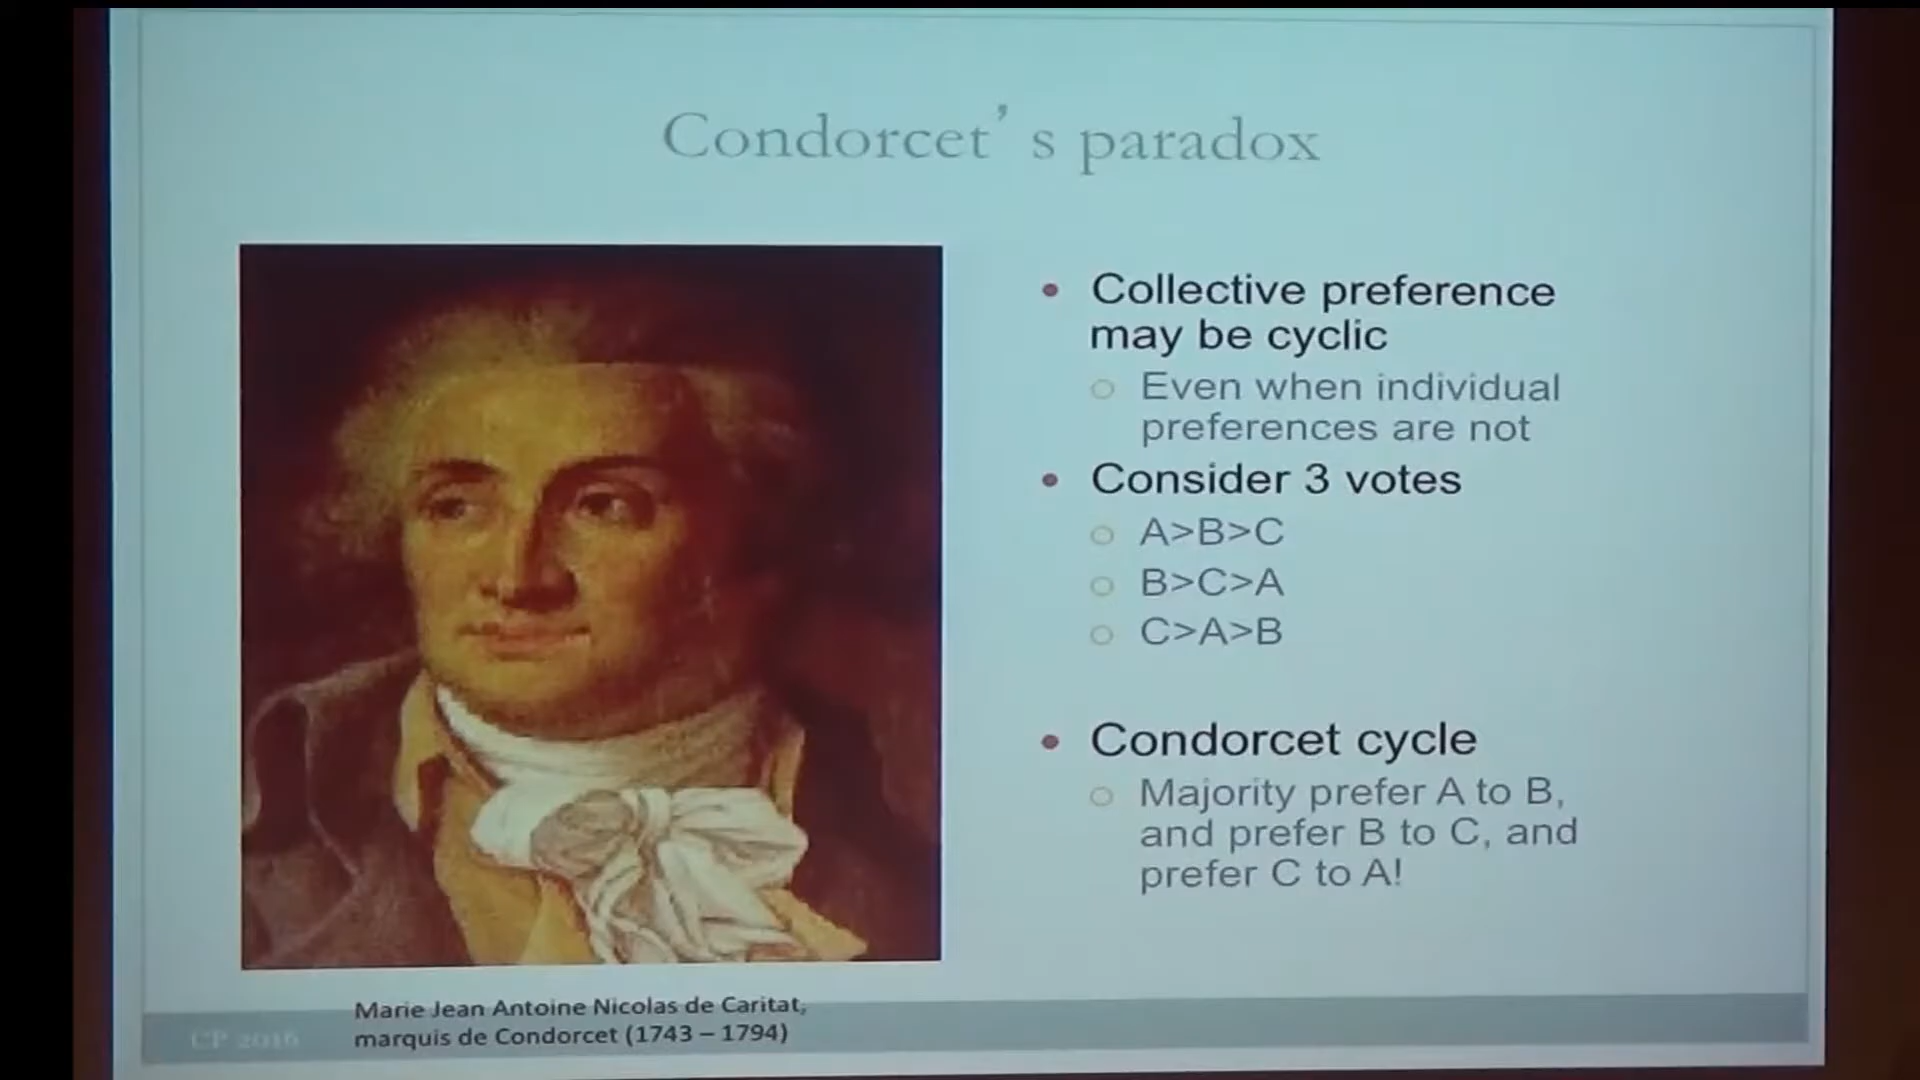 Condorcet’s paradox
• Collective preference
may be cyclic
○ Even when individual
preferences are not
• Consider 3 votes
○ A>B>C
○ B>C>A
○ C>A>B
• Condorcet cycle
○ Majority prefer A to B,
and prefer B to C, and
prefer C to A!
Marie Jean Antoine Nicolas de Caritat,
marquis de Condorcet (1743 – 1794)
CP 2016